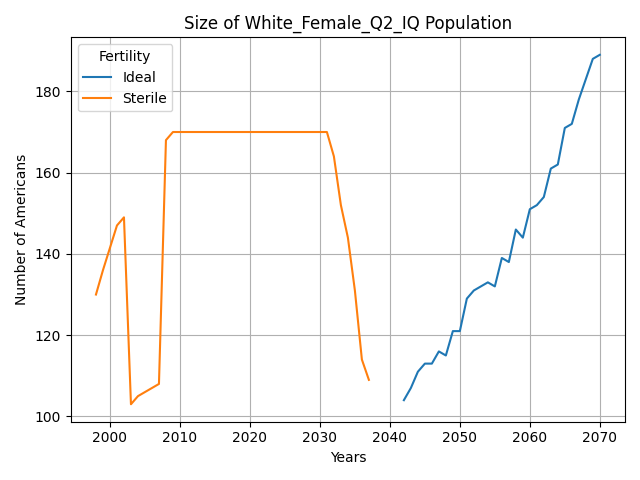 Size of White_Female_Q2_IQ Population
Fertility
Ideal
Sterile
Number of Americans
180
160
140
120
100
2000 2010 2020 2030 2040 2050 2060 2070
Years